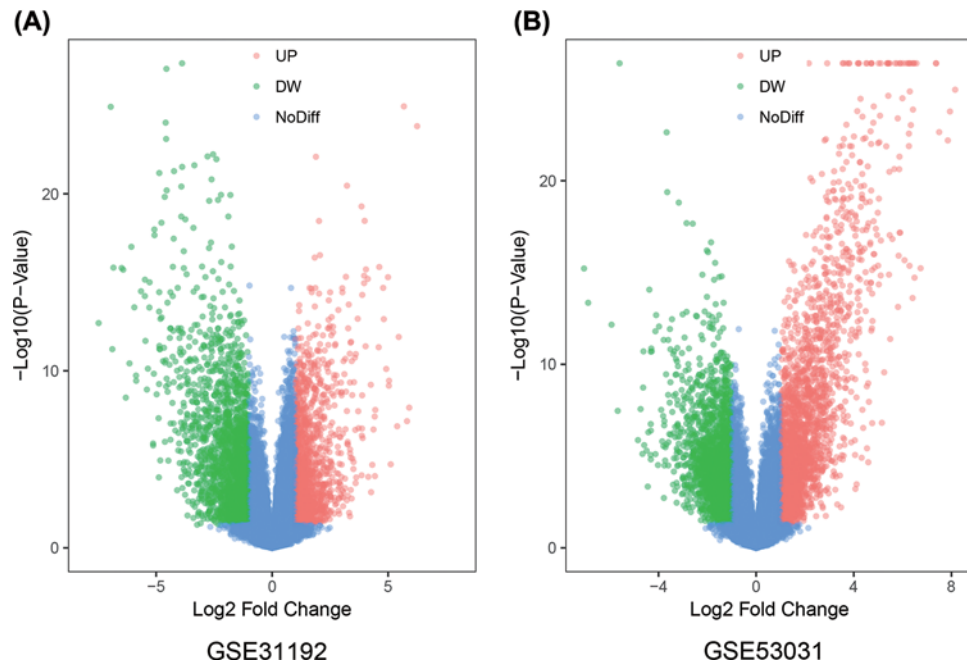 (A)
UP
DW
NoDiff
20
10
0
−Log10(P−Value)
−5
0
5
Log2 Fold Change
GSE31192
(B)
UP
DW
NoDiff
20
10
0
−Log10(P−Value)
−4
0
4
8
Log2 Fold Change
GSE53031